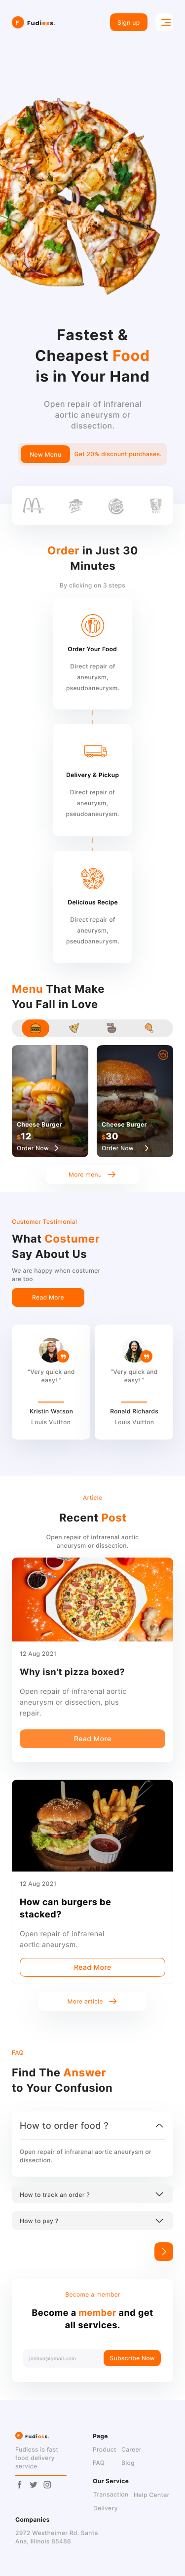 Fudiess.
Sign up
Fastest &
Cheapest Food
is in Your Hand
Open repair of infrarenal
aortic aneurysm or
dissection.
New Menu
Get 20% discount purchases.
Order in Just 30
Minutes
By clicking on 3 steps
Order Your Food
Direct repair of
aneurysm,
pseudoaneurysm.
Delivery & Pickup
Direct repair of
aneurysm,
pseudoaneurysm.
Delicious Recipe
Direct repair of
aneurysm,
pseudoaneurysm.
Menu That Make
You Fall in Love
Cheese Burger
$12
Order Now
Cheese Burger
$30
Order Now
More menu
Customer Testimonial
What Costumer
Say About Us
We are happy when costumer
are too
Read More
"Very quick and
easy! "
Kristin Watson
Louis Vuitton
"Very quick and
easy! "
Ronald Richards
Louis Vuitton
Article
Recent Post
Open repair of infrarenal aortic
aneurysm or dissection.
12 Aug 2021
Why isn't pizza boxed?
Open repair of infrarenal aortic
aneurysm or dissection, plus
repair.
Read More
12 Aug 2021
How can burgers be
stacked?
Open repair of infrarenal
aortic aneurysm.
Read More
More article
FAQ
Find The Answer
to Your Confusion
How to order food ?
Open repair of infrarenal aortic aneurysm or
dissection.
How to track an order ?
How to pay ?
Become a member
Become a member and get
all services.
Subscribe Now
Fudiess.
Fudiess is fast
food delivery
service
Page
Product Career
FAQ Blog
Our Service
Transaction Help Center
Delivery
Companies
2972 Westheimer Rd. Santa
Ana, Illinois 85486